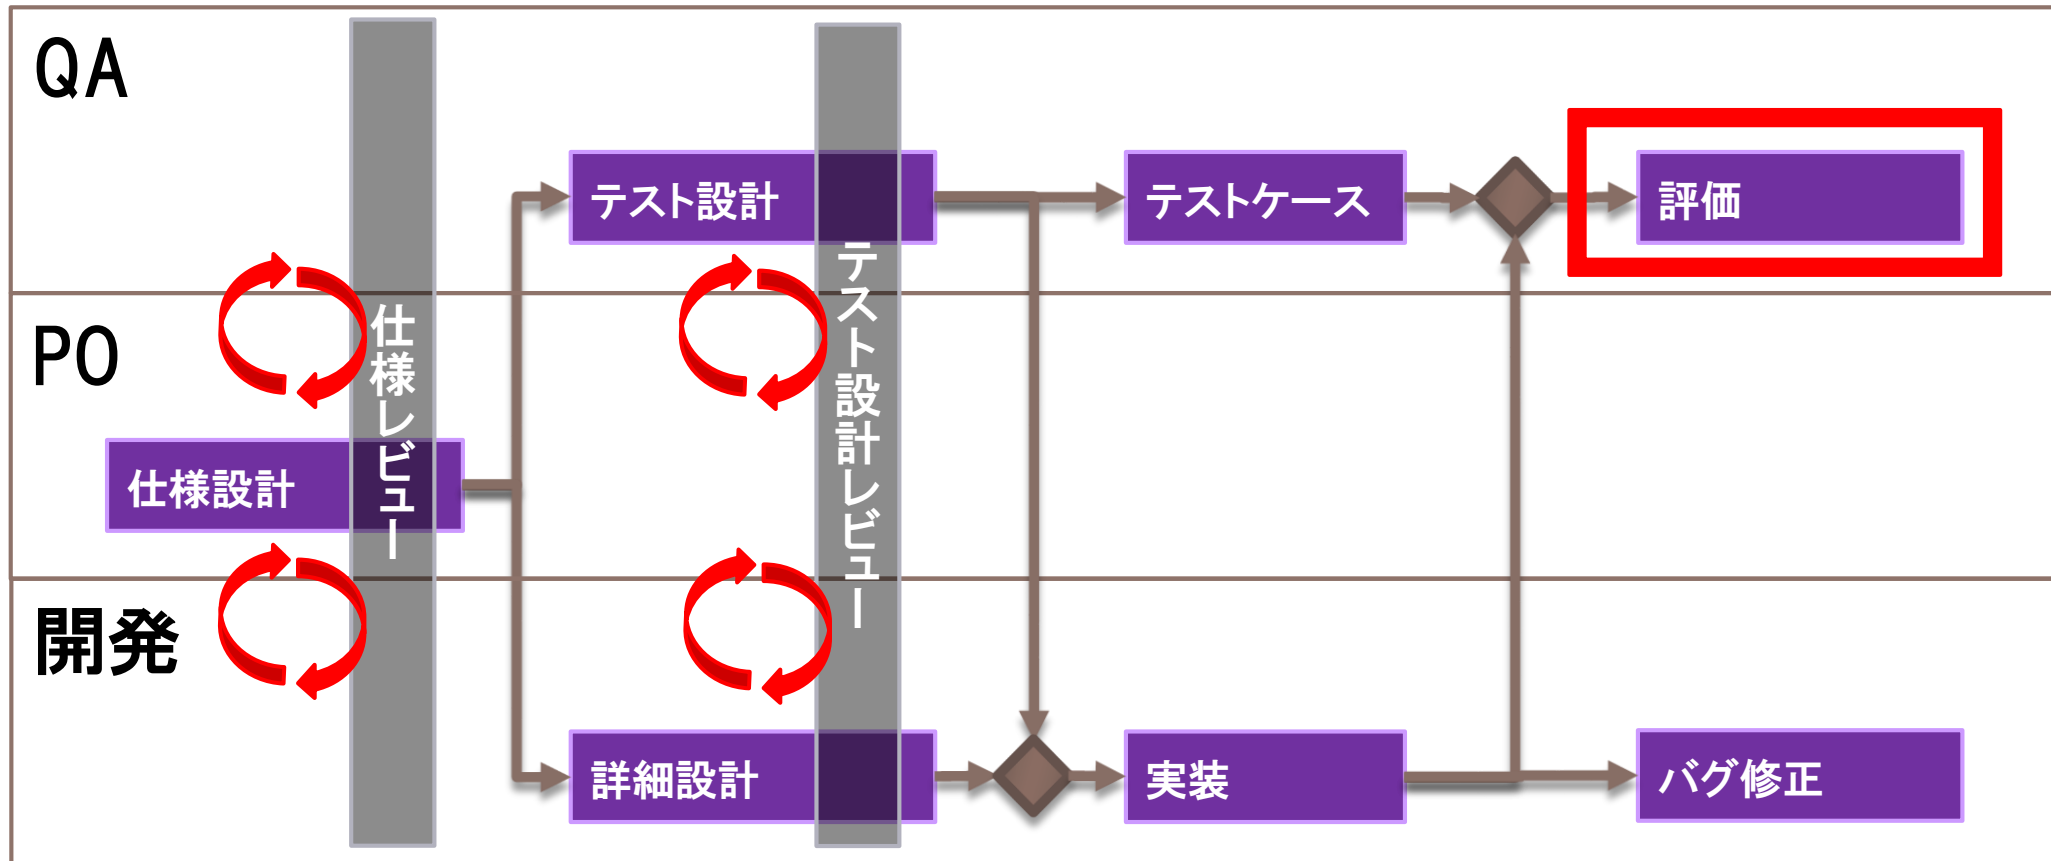 QA
テスト設計
テストケース
評価
PO
仕様設計
仕様レビュー
テスト設計レビュー
開発
詳細設計
実装
バグ修正